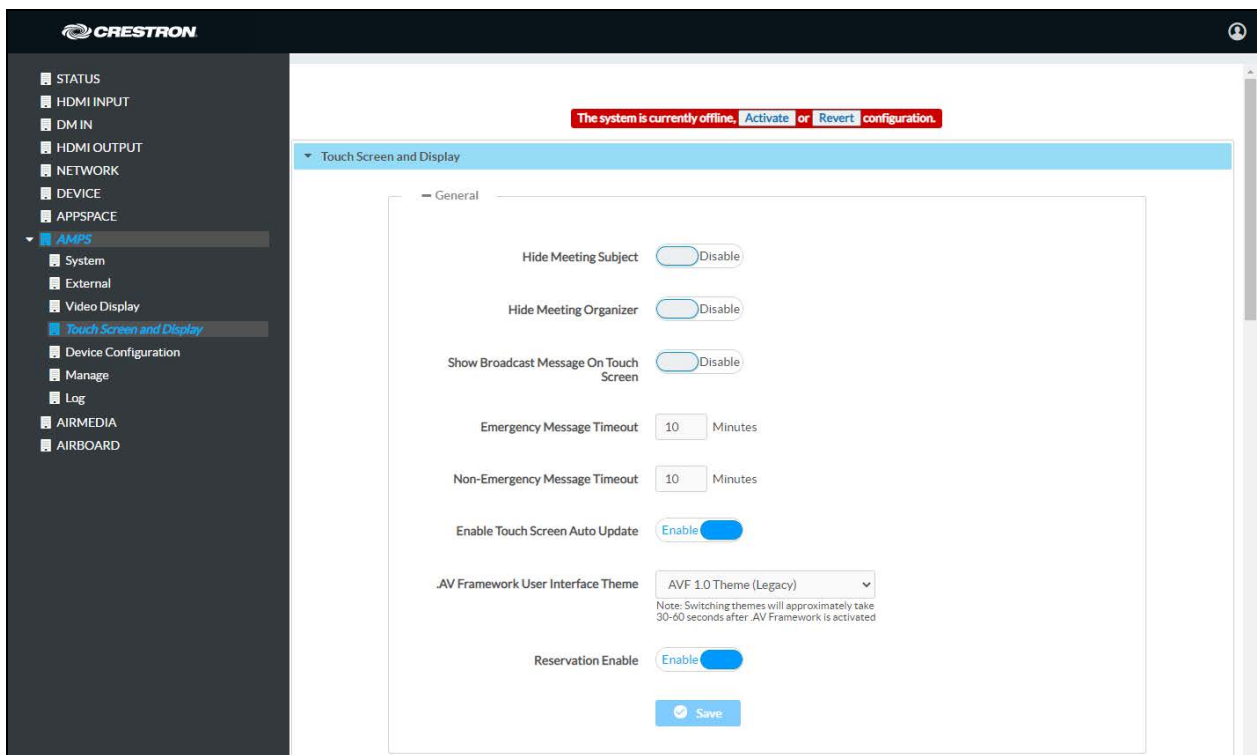 CRESTRON
STATUS
HDMI INPUT
DM IN
HDMI OUTPUT
NETWORK
DEVICE
APPSPACE
AMPS
System
External
Video Display
Touch Screen and Display
Device Configuration
Manage
Log
AIRMEDIA
AIRBOARD
The system is currently offline, Activate or Revert configuration.
Touch Screen and Display
General
Hide Meeting Subject Disable
Hide Meeting Organizer Disable
Show Broadcast Message On Touch
Screen Disable
Emergency Message Timeout 10 Minutes
Non-Emergency Message Timeout 10 Minutes
Enable Touch Screen Auto Update Enable
.AV Framework User Interface Theme AVF 1.0 Theme (Legacy)
Note: Switching themes will approximately take
30-60 seconds after .AV Framework is activated
Reservation Enable Enable
Save